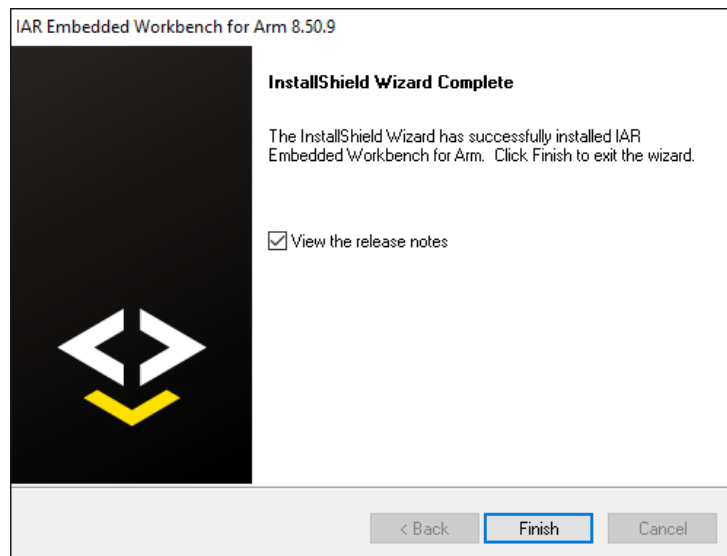 IAR Embedded Workbench for Arm 8.50.9
InstallShield Wizard Complete
The InstallShield Wizard has successfully installed IAR
Embedded Workbench for Arm. Click Finish to exit the wizard.
View the release notes
< Back
Finish
Cancel